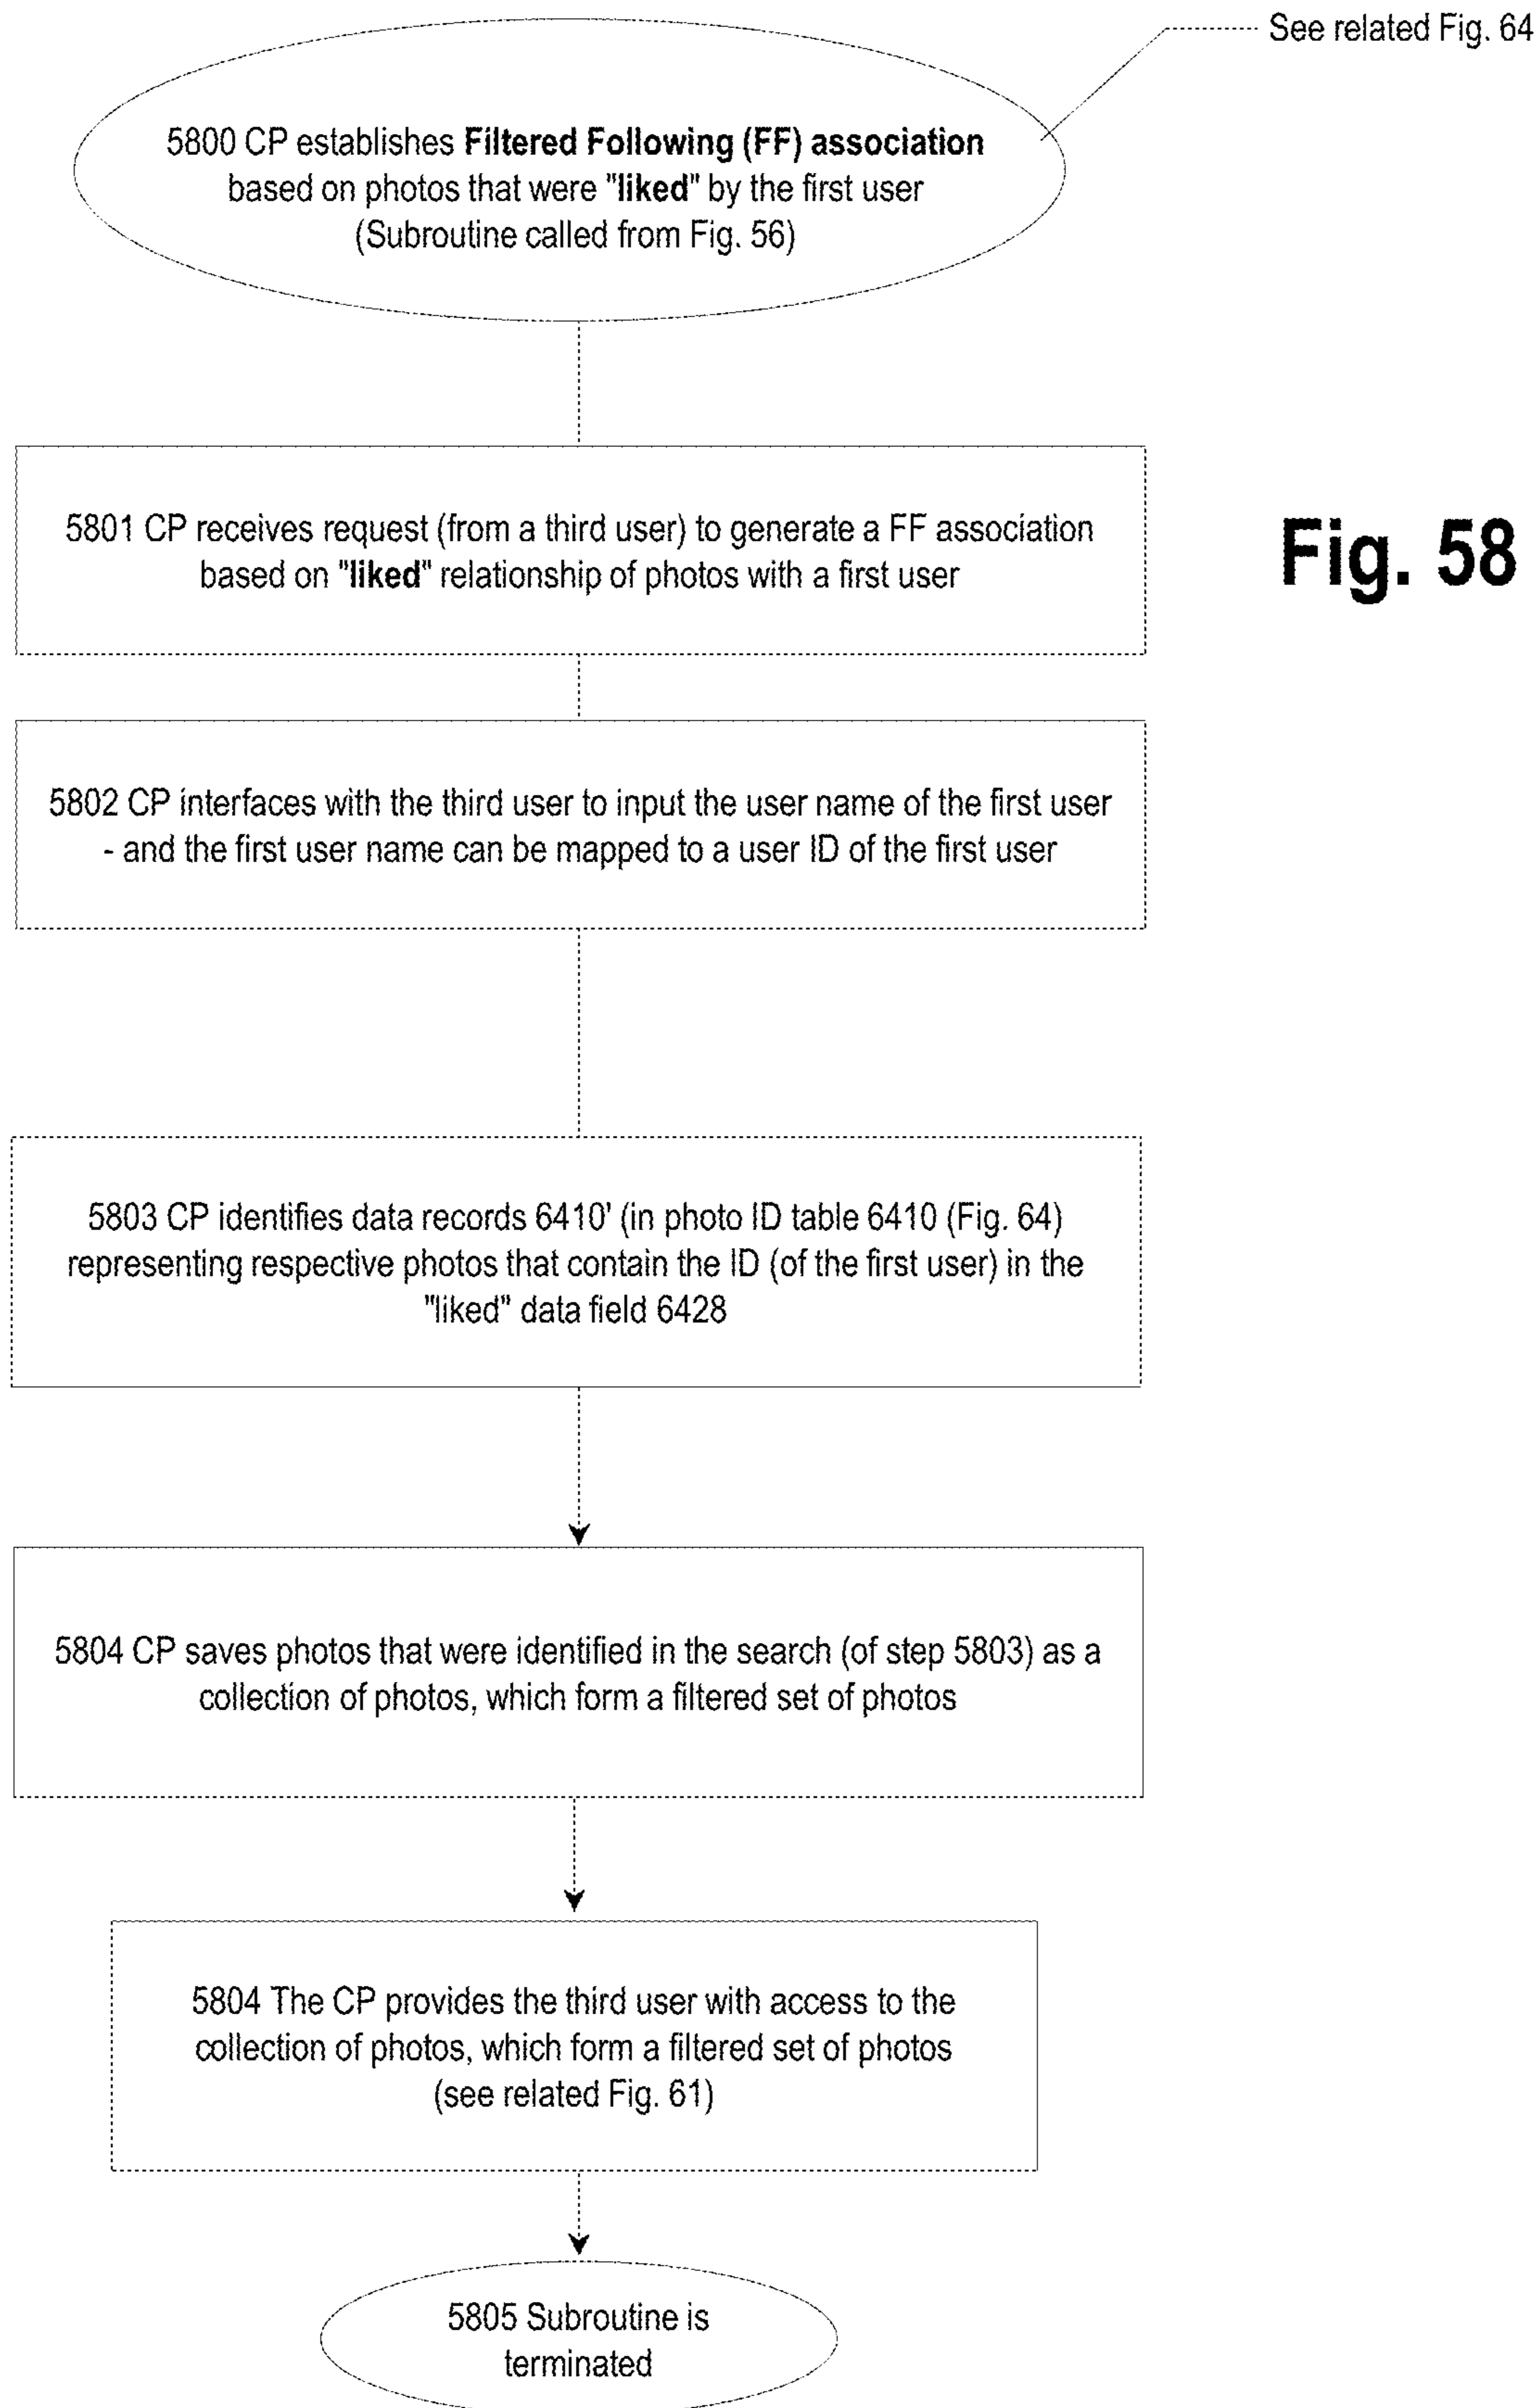 See related Fig. 64
5800 CP establishes Filtered Following (FF) association
based on photos that were "liked" by the first user
(Subroutine called from Fig. 56)
5801 CP receives request (from a third user) to generate a FF association
based on "liked" relationship of photos with a first user
Fig. 58
5802 CP interfaces with the third user to input the user name of the first user
- and the first user name can be mapped to a user ID of the first user
5803 CP identifies data records 6410' (in photo ID table 6410 (Fig. 64)
representing respective photos that contain the ID (of the first user) in the
"liked" data field 6428
5804 CP saves photos that were identified in the search (of step 5803) as a
collection of photos, which form a filtered set of photos
5804 The CP provides the third user with access to the
collection of photos, which form a filtered set of photos
(see related Fig. 61)
5805 Subroutine is
terminated